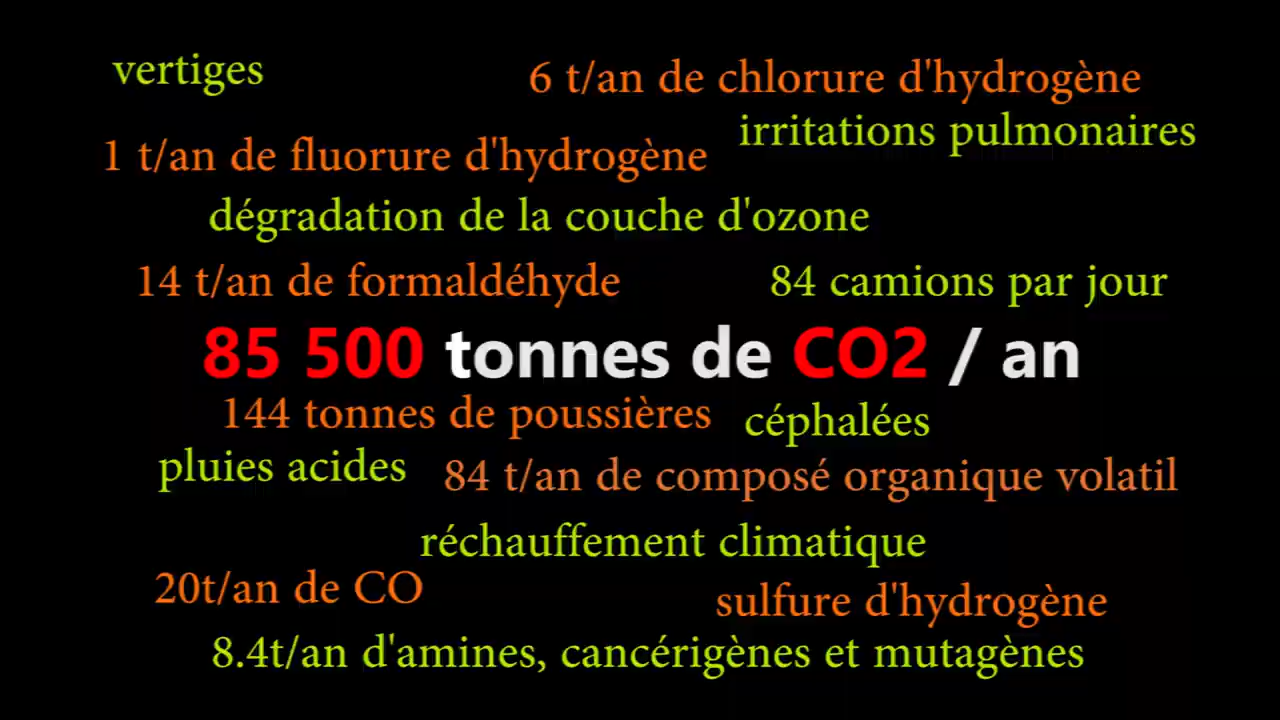 vertiges
6 t/an de chlorure d'hydrogène
irritations pulmonaires
1 t/an de fluorure d'hydrogène
dégradation de la couche d'ozone
14 t/an de formaldéhyde
84 camions par jour
85 500 tonnes de CO2 / an
144 tonnes de poussières
céphalées
pluies acides
84 t/an de composé organique volatil
réchauffement climatique
20t/an de CO
sulfure d'hydrogène
8.4t/an d'amines, cancérigènes et mutagènes